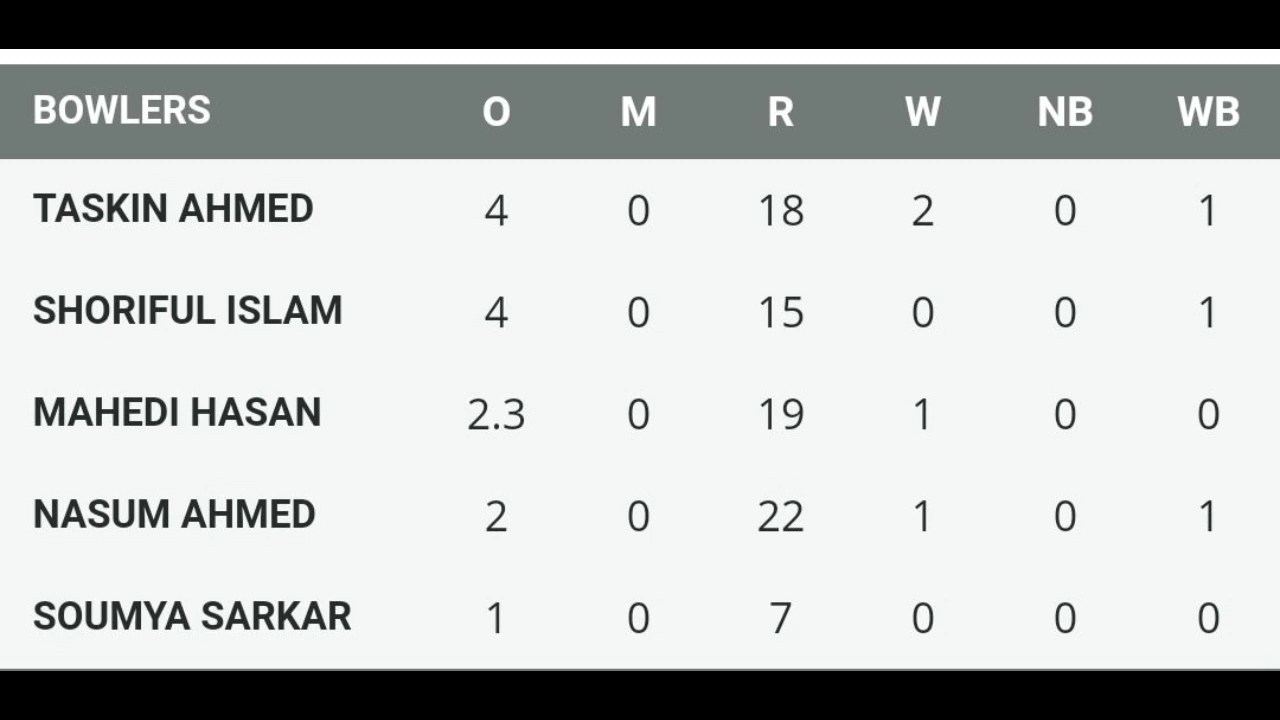 BOWLERS O M R W NB WB
TASKIN AHMED 4 0 18 2 0 1
SHORIFUL ISLAM 4 0 15 0 0 1
MAHEDI HASAN 2.3 0 19 1 0 0
NASUM AHMED 2 0 22 1 0 1
SOUMYA SARKAR 1 0 7 0 0 0